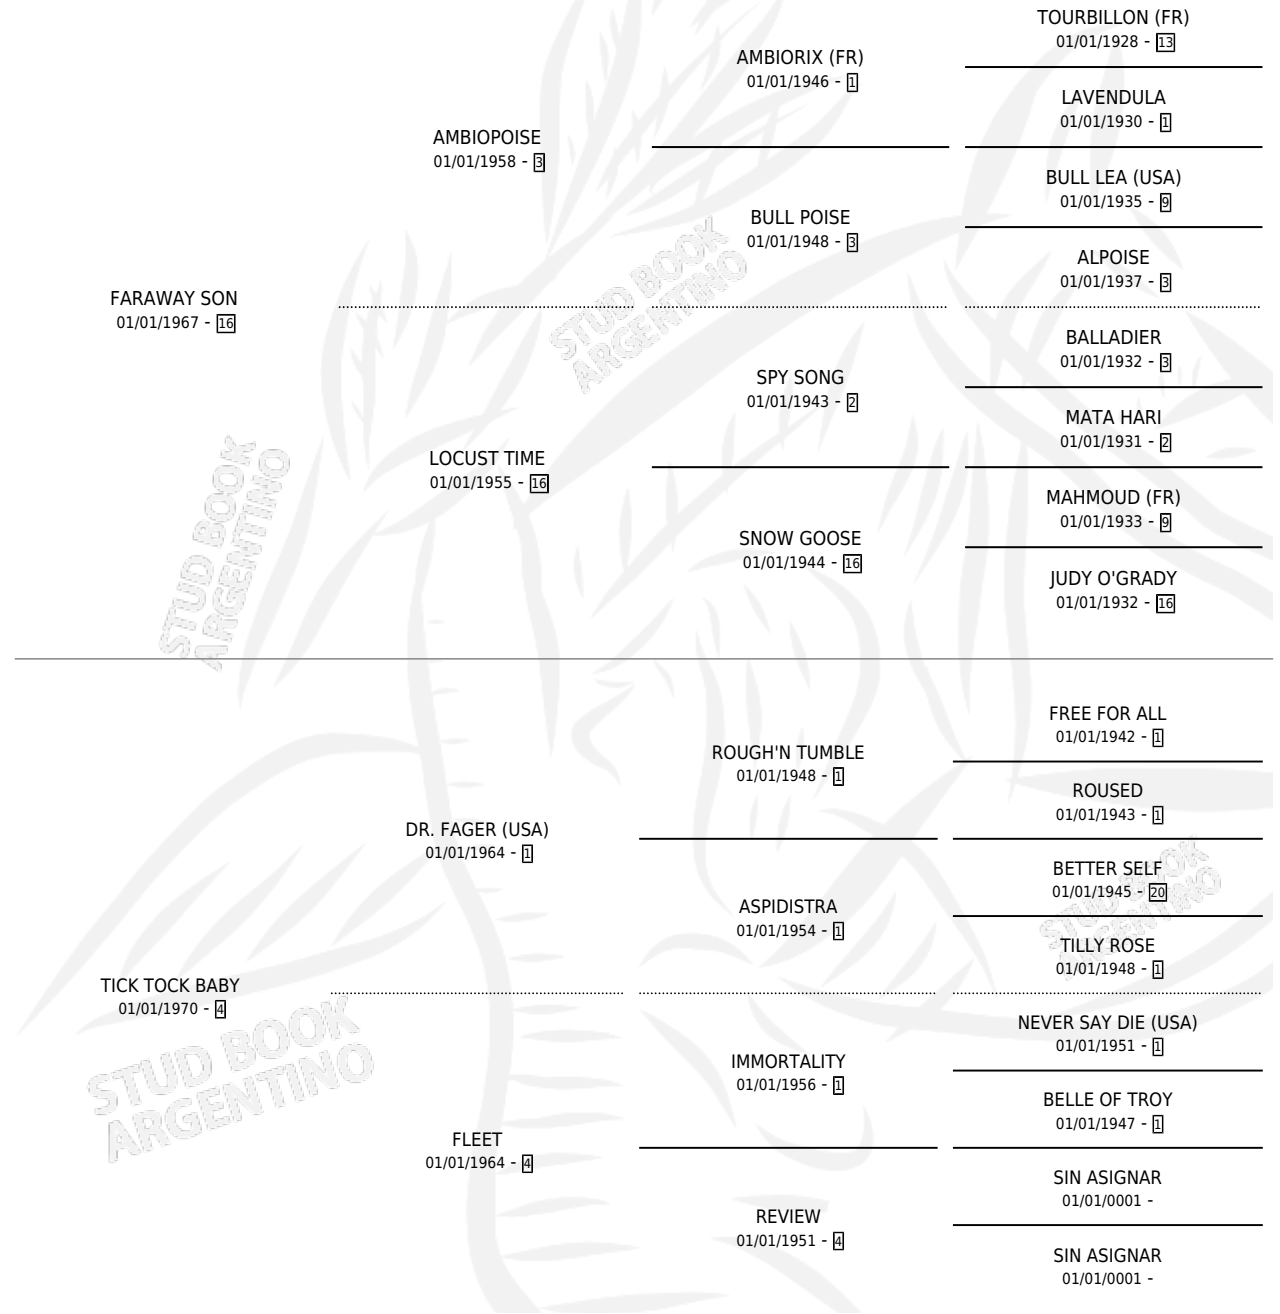 TOURBILLON (FR)
01/01/1928 - 13
AMBIORIX (FR)
01/01/1946 - 1
LAVENDULA
01/01/1930 - 1
AMBIOPOISE
01/01/1958 - 3
BULL LEA (USA)
01/01/1935 - 9
BULL POISE
01/01/1948 - 3
ALPOISE
01/01/1937 - 3
FARAWAY SON
01/01/1967 - 16
BALLADIER
01/01/1932 - 3
SPY SONG
01/01/1943 - 2
MATA HARI
01/01/1931 - 2
LOCUST TIME
01/01/1955 - 16
MAHMOUD (FR)
01/01/1933 - 9
SNOW GOOSE
01/01/1944 - 16
JUDY O'GRADY
01/01/1932 - 16
STUD BOOK
ARGENTINO
STUD BOOK
ARGENTINO
FREE FOR ALL
01/01/1942 - 1
ROUGH'N TUMBLE
01/01/1948 - 1
ROUSED
01/01/1943 - 1
DR. FAGER (USA)
01/01/1964 - 1
BETTER SELF
01/01/1945 - 20
ASPIDISTRA
01/01/1954 - 1
TILLY ROSE
01/01/1948 - 1
TICK TOCK BABY
01/01/1970 - 4
NEVER SAY DIE (USA)
01/01/1951 - 1
IMMORTALITY
01/01/1956 - 1
BELLE OF TROY
01/01/1947 - 1
FLEET
01/01/1964 - 4
SIN ASIGNAR
01/01/0001 -
REVIEW
01/01/1951 - 4
SIN ASIGNAR
01/01/0001 -
STUD BOOK
ARGENTINO
STUD BOOK
ARGENTINO